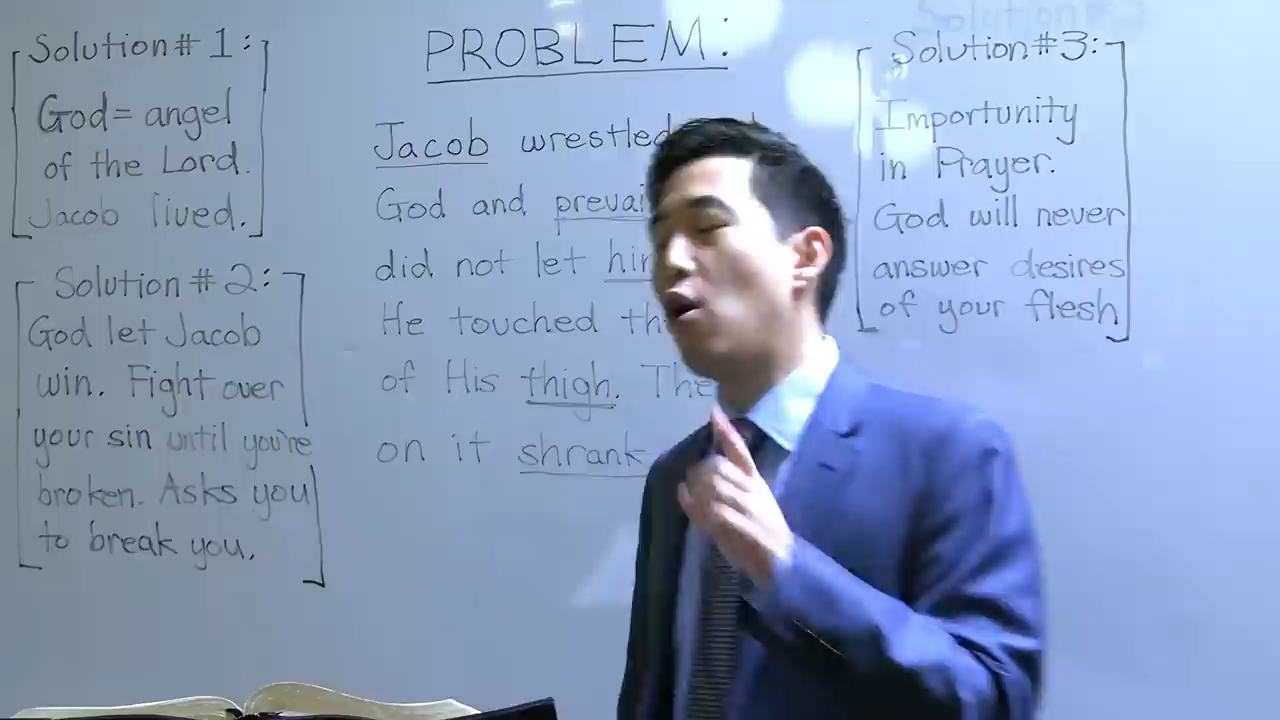 Solution # 1:
God = angel
of the Lord.
Jacob lived.
Solution # 2:
God let Jacob
win. Fight over
your sin until you're
broken. Asks you
to break you.
PROBLEM:
Jacob wrestled
God and
did not let
He touched
of His thigh.
on it shrank
Solution #3:
Importunity
in Prayer.
God will never
answer desires
of your flesh